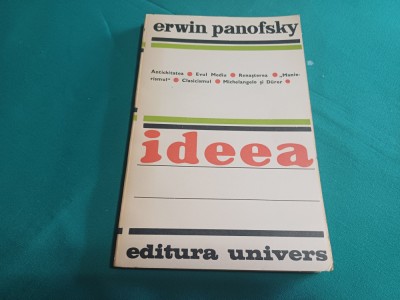 erwin panofsky
Antichitatea ● Evul Mediu ● Renașterea ● „Manie-
rismul” ● Clasicismul ● Michelangelo și Dürer ●
ideea
editura univers